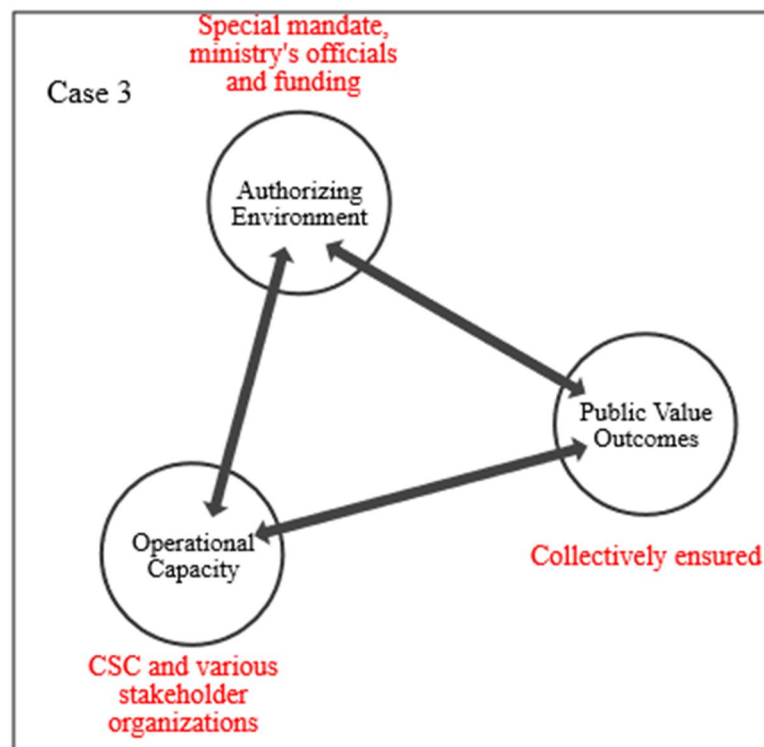 Special mandate,
ministry's officials
and funding
Case 3
Authorizing
Environment
Public Value
Outcomes
Operational
Capacity
Collectively ensured
CSC and various
stakeholder
organizations